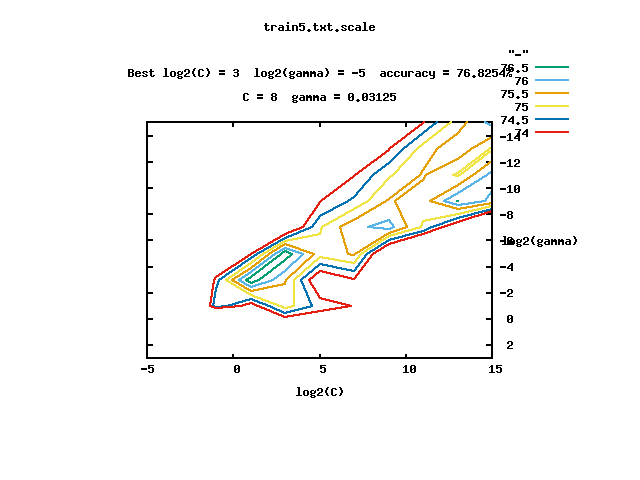 train5.txt.scale
"-"
Best log2(C) = 3 log2(gamma) = -5 accuracy = 76.8254%
76.5
76
C = 8 gamma = 0.03125
75.5
75
74.5
74
-14
-12
-10
-8
-6
log2(gamma)
-4
-2
0
2
-5 0 5 10 15
log2(C)